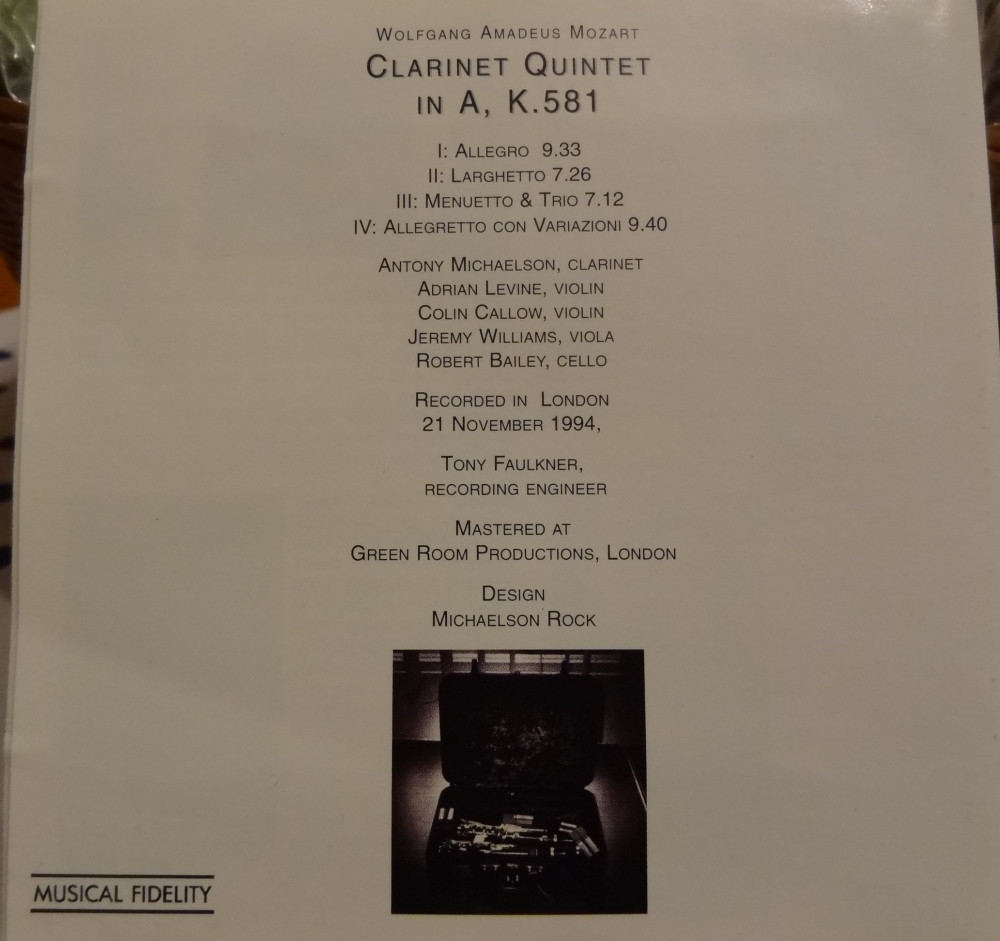 Wolfgang Amadeus Mozart
Clarinet Quintet
in A, K.581
I: Allegro 9.33
II: Larghetto 7.26
III: Menuetto & Trio 7.12
IV: Allegretto con Variazioni 9.40
Antony Michaelson, clarinet
Adrian Levine, violin
Colin Callow, violin
Jeremy Williams, viola
Robert Bailey, cello
Recorded in London
21 November 1994,
Tony Faulkner,
recording engineer
Mastered at
Green Room Productions, London
Design
Michaelson Rock
MUSICAL FIDELITY